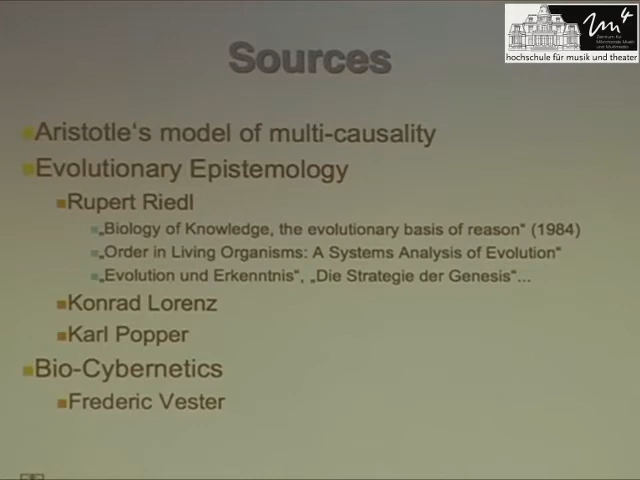 Sources
Aristotle‘s model of multi-causality
Evolutionary Epistemology
Rupert Riedl
„Biology of Knowledge, the evolutionary basis of reason“ (1984)
„Order in Living Organisms: A Systems Analysis of Evolution“
„Evolution und Erkenntnis“, „Die Strategie der Genesis“...
Konrad Lorenz
Karl Popper
Bio-Cybernetics
Frederic Vester
hochschule für musik und theater